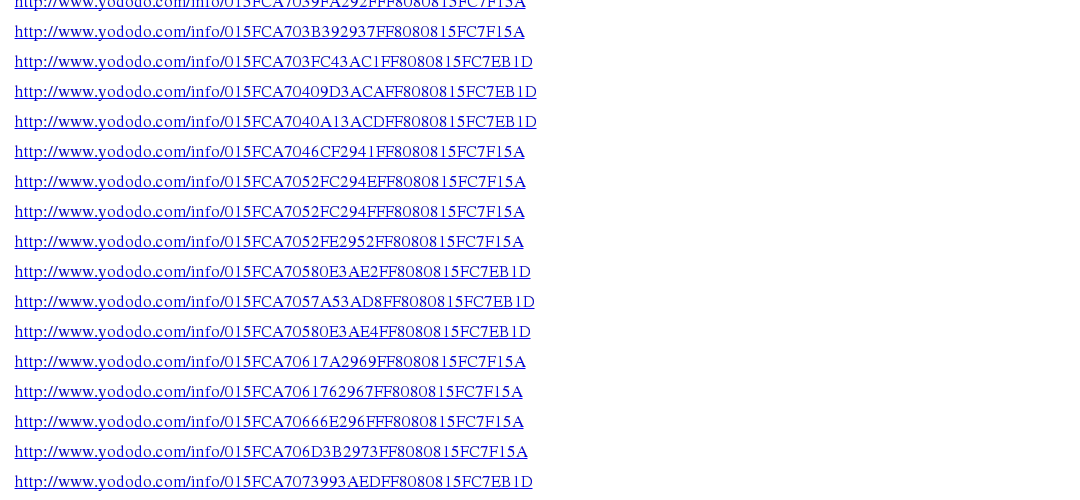 http://www.yododo.com/info/015FCA7039FA292FFF8080815FC7F15A
http://www.yododo.com/info/015FCA703B392937FF8080815FC7F15A
http://www.yododo.com/info/015FCA703FC43AC1FF8080815FC7EB1D
http://www.yododo.com/info/015FCA70409D3ACAFF8080815FC7EB1D
http://www.yododo.com/info/015FCA7040A13ACDFF8080815FC7EB1D
http://www.yododo.com/info/015FCA7046CF2941FF8080815FC7F15A
http://www.yododo.com/info/015FCA7052FC294EFF8080815FC7F15A
http://www.yododo.com/info/015FCA7052FC294FFF8080815FC7F15A
http://www.yododo.com/info/015FCA7052FE2952FF8080815FC7F15A
http://www.yododo.com/info/015FCA70580E3AE2FF8080815FC7EB1D
http://www.yododo.com/info/015FCA7057A53AD8FF8080815FC7EB1D
http://www.yododo.com/info/015FCA70580E3AE4FF8080815FC7EB1D
http://www.yododo.com/info/015FCA70617A2969FF8080815FC7F15A
http://www.yododo.com/info/015FCA7061762967FF8080815FC7F15A
http://www.yododo.com/info/015FCA70666E296FFF8080815FC7F15A
http://www.yododo.com/info/015FCA706D3B2973FF8080815FC7F15A
http://www.yododo.com/info/015FCA7073993AEDFF8080815FC7EB1D